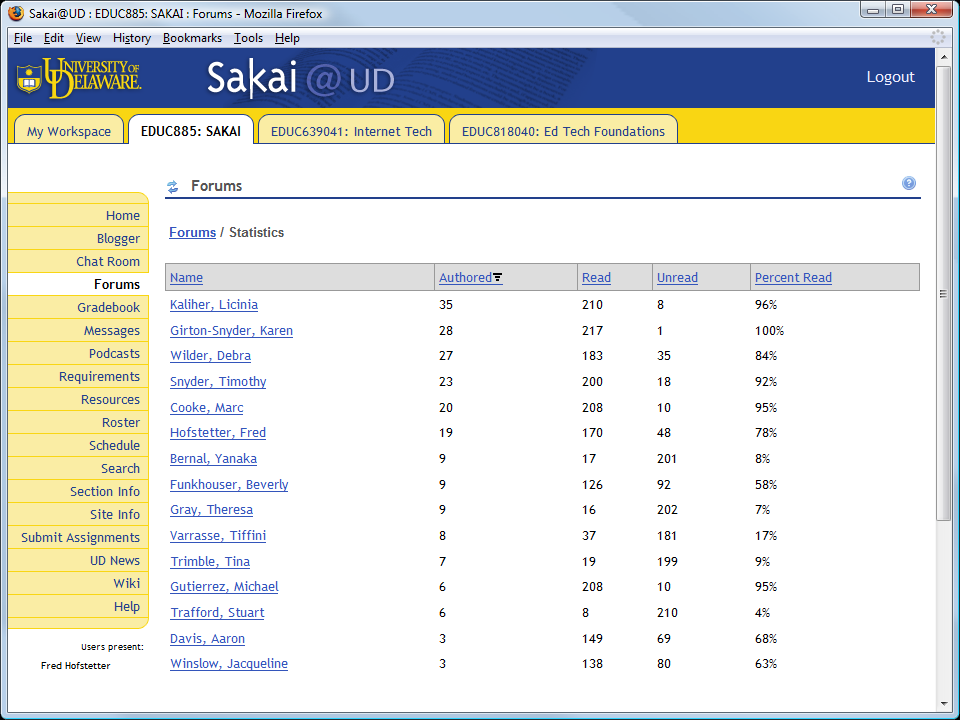 Sakai@UD : EDUC885: SAKAI : Forums - Mozilla Firefox
File Edit View History Bookmarks Tools Help
UNIVERSITY OF DELAWARE. Sakai @ UD Logout
My Workspace EDUC885: SAKAI EDUC639041: Internet Tech EDUC818040: Ed Tech Foundations
Home
Blogger
Chat Room
Forums
Gradebook
Messages
Podcasts
Requirements
Resources
Roster
Schedule
Search
Section Info
Site Info
Submit Assignments
UD News
Wiki
Help
Users present:
Fred Hofstetter
Forums ?
Forums / Statistics
Name Authored Read Unread Percent Read
Kaliher, Licinia 35 210 8 96%
Girton-Snyder, Karen 28 217 1 100%
Wilder, Debra 27 183 35 84%
Snyder, Timothy 23 200 18 92%
Cooke, Marc 20 208 10 95%
Hofstetter, Fred 19 170 48 78%
Bernal, Yanaka 9 17 201 8%
Funkhouser, Beverly 9 126 92 58%
Gray, Theresa 9 16 202 7%
Varrasse, Tiffini 8 37 181 17%
Trimble, Tina 7 19 199 9%
Gutierrez, Michael 6 208 10 95%
Trafford, Stuart 6 8 210 4%
Davis, Aaron 3 149 69 68%
Winslow, Jacqueline 3 138 80 63%